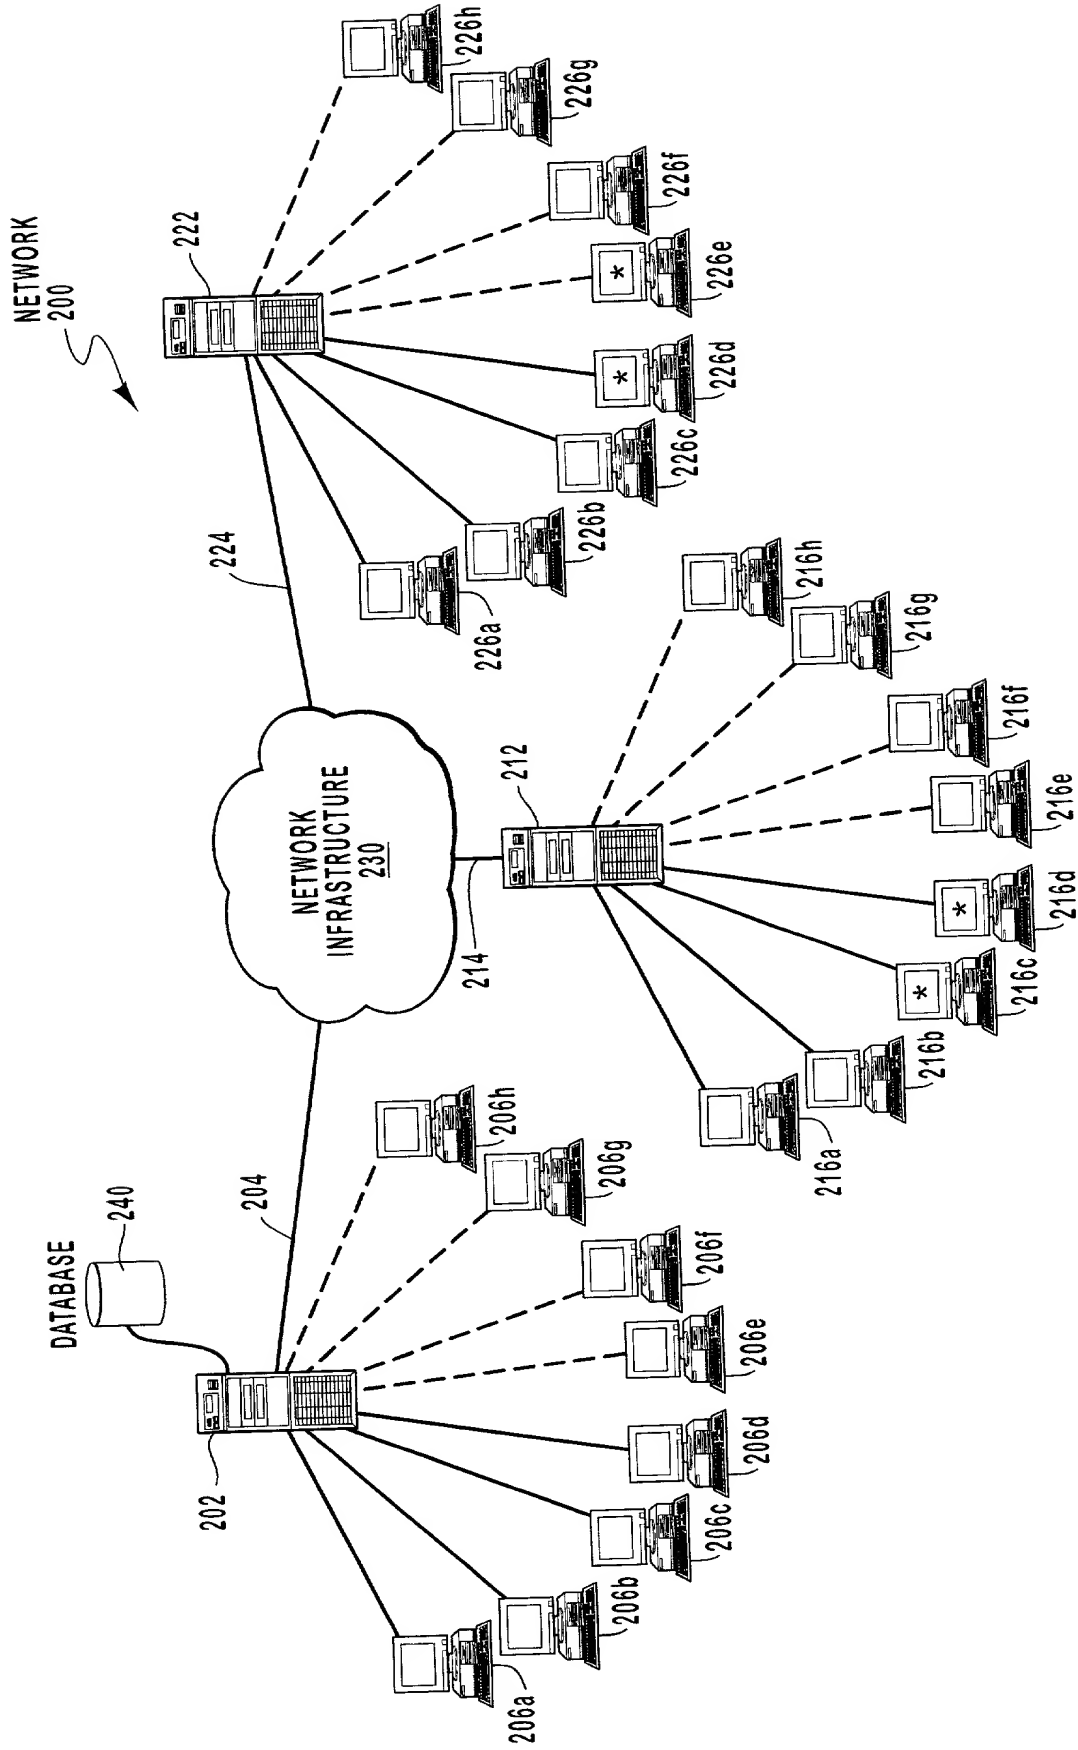 NETWORK
200
DATABASE
240
202
204
206a
206b
206c
206d
206e
206f
206g
206h
NETWORK
INFRASTRUCTURE
230
214
212
216a
216b
216c
*
216d
*
216e
216f
216g
216h
224
222
226a
226b
226c
226d
*
226e
*
226f
226g
226h